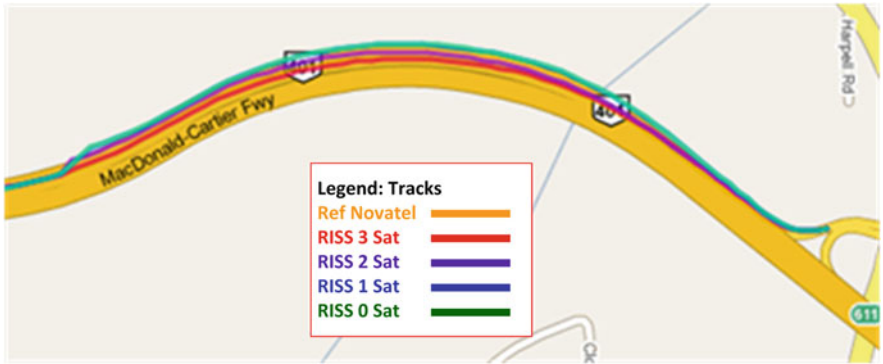 Harpell Rd
401
401
MacDonald-Cartier Fwy
Legend: Tracks
Ref Novatel
RISS 3 Sat
RISS 2 Sat
RISS 1 Sat
RISS 0 Sat
611